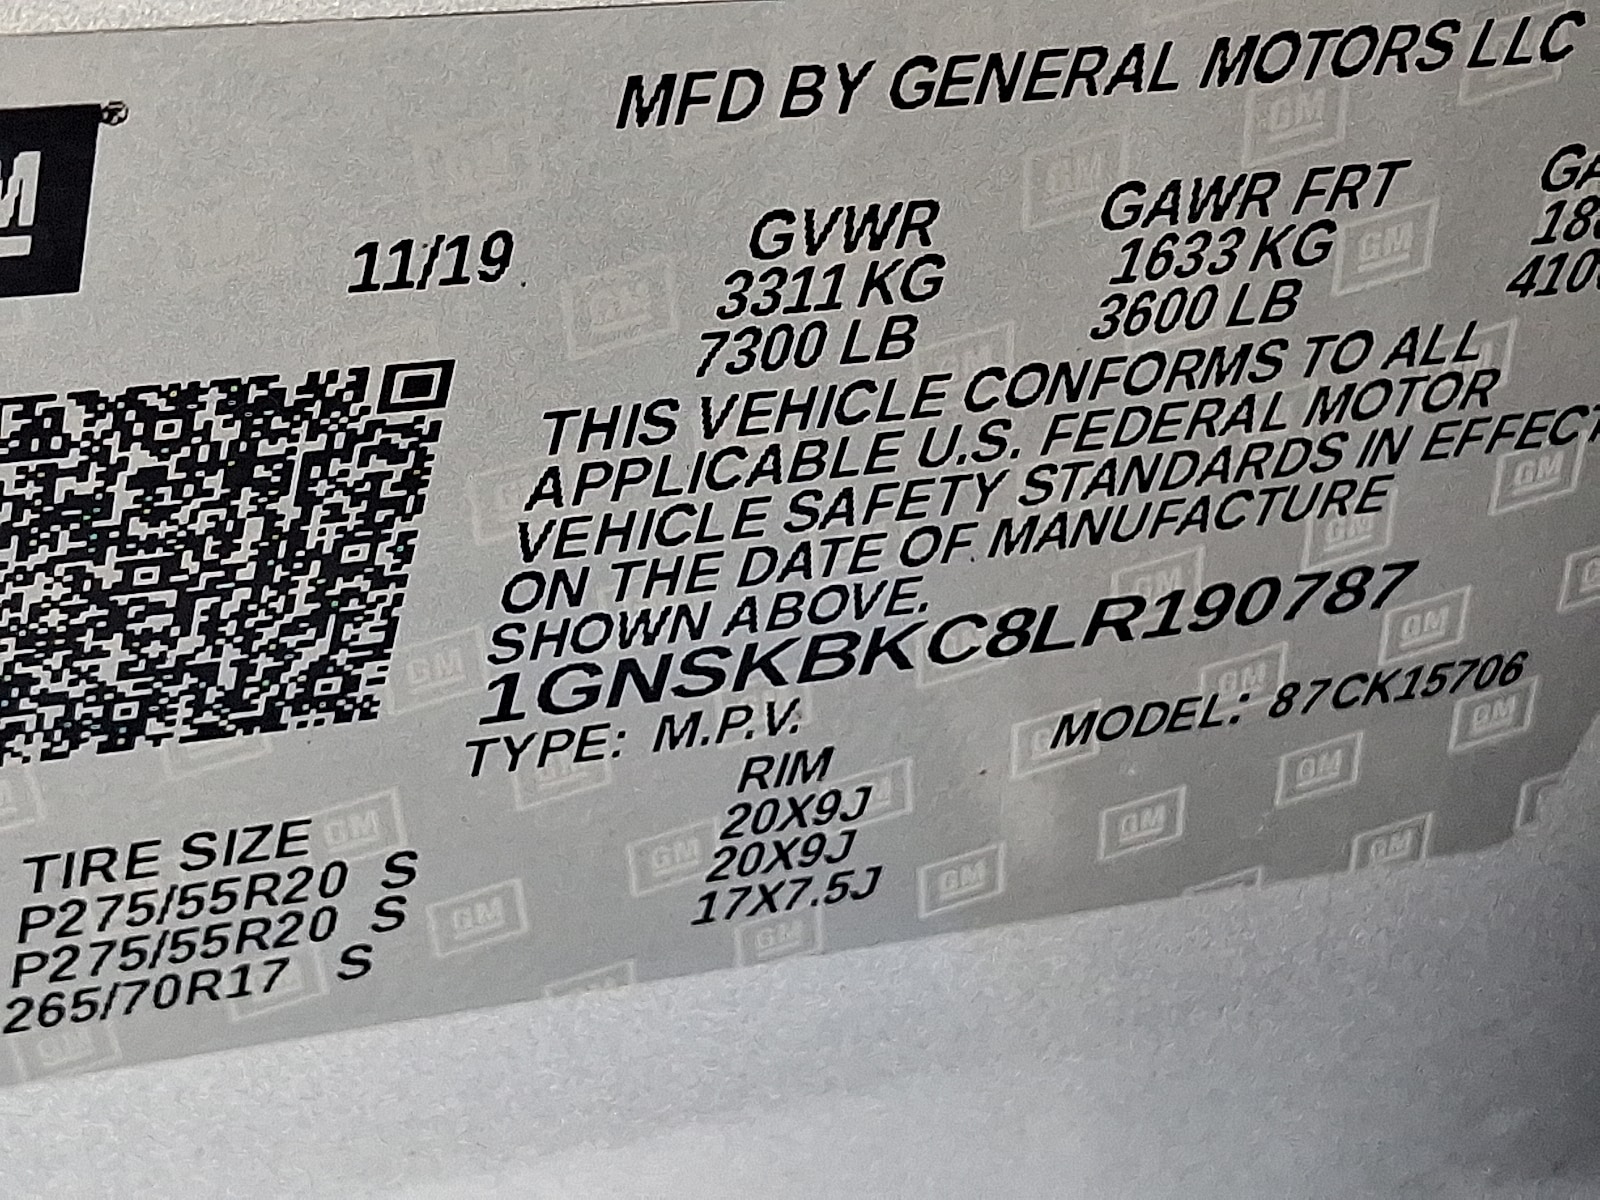 MFD BY GENERAL MOTORS LLC
11/19
GVWR
3311 KG
7300 LB
GAWR FRT
1633 KG
3600 LB
THIS VEHICLE CONFORMS TO ALL
APPLICABLE U.S. FEDERAL MOTOR
VEHICLE SAFETY STANDARDS IN EFFECT
ON THE DATE OF MANUFACTURE
SHOWN ABOVE.
1GNSKBKC8LR190787
TYPE: M.P.V.
MODEL: 87CK15706
TIRE SIZE
P275/55R20 S
P275/55R20 S
265/70R17 S
RIM
20X9J
20X9J
17X7.5J